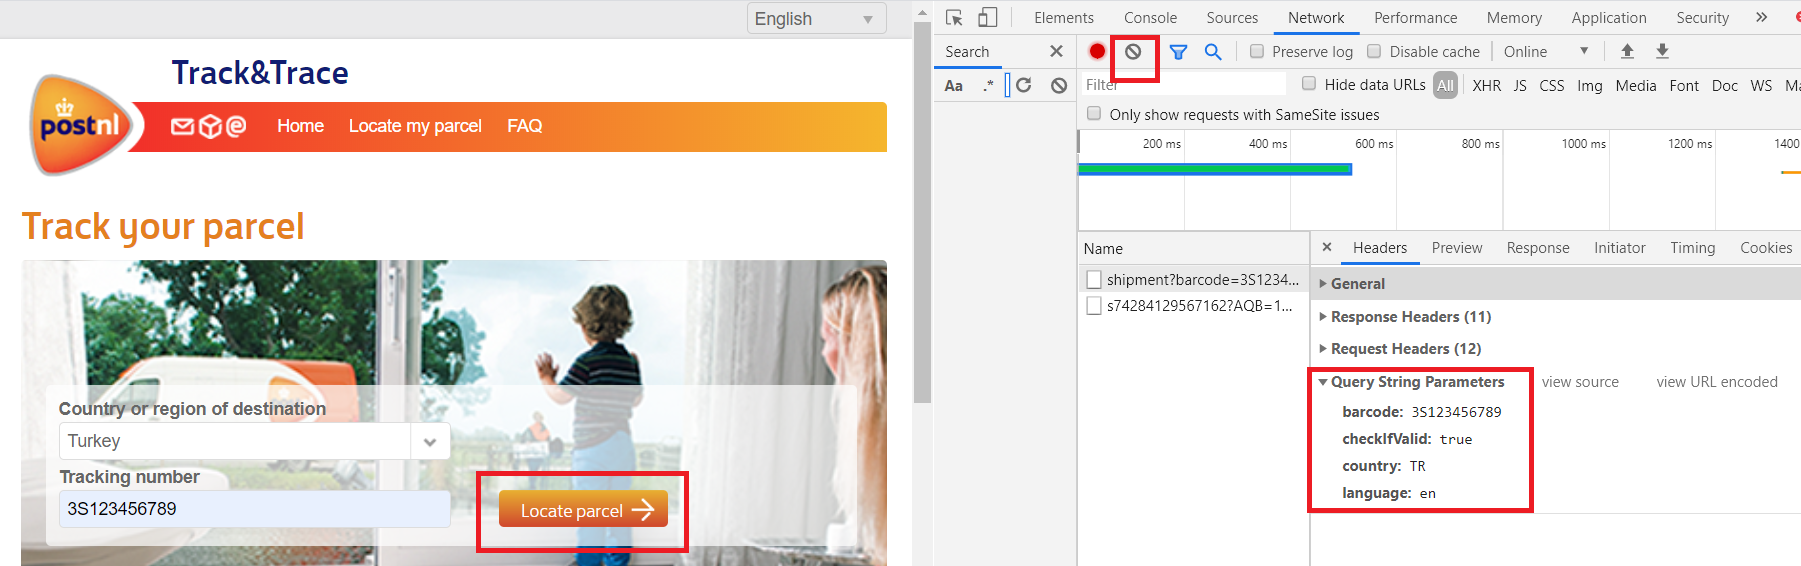 English
Track&Trace
postnl
Home Locate my parcel FAQ
Track your parcel
Country or region of destination
Turkey
Tracking number
3S123456789
Locate parcel
Elements Console Sources Network Performance Memory Application Security »
Search
Preserve log Disable cache Online
Aa .*
Filter Hide data URLs All XHR JS CSS Img Media Font Doc WS Ma
Only show requests with SameSite issues
200 ms 400 ms 600 ms 800 ms 1000 ms 1200 ms 1400
Name
shipment?barcode=3S1234...
s74284129567162?AQB=1...
× Headers Preview Response Initiator Timing Cookies
General
Response Headers (11)
Request Headers (12)
Query String Parameters view source view URL encoded
barcode: 3S123456789
checkIfValid: true
country: TR
language: en